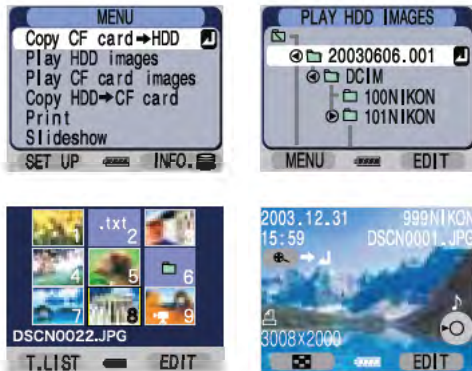 MENU
Copy CF card➔HDD
Play HDD images
Play CF card images
Copy HDD➔CF card
Print
Slideshow
SET UP INFO.
PLAY HDD IMAGES
20030606.001
DCIM
100NIKON
101NIKON
MENU EDIT
1 .txt 2 3
4 5 6
7 8 9
DSCN0022.JPG
T.LIST EDIT
2003.12.31 999NIKON
15:59 DSCN0001.JPG
3008X2000
EDIT